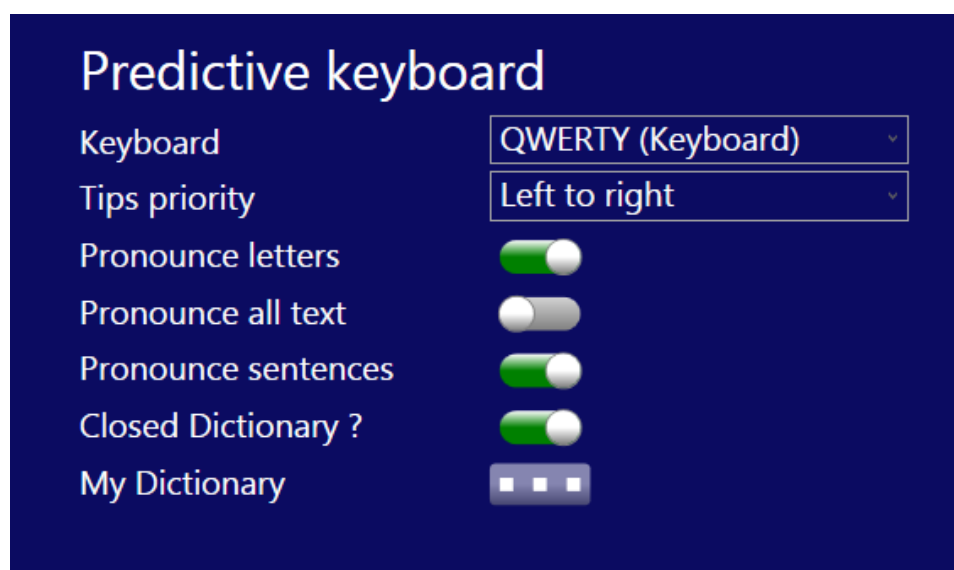 Predictive keyboard
Keyboard QWERTY (Keyboard)
Tips priority Left to right
Pronounce letters
Pronounce all text
Pronounce sentences
Closed Dictionary ?
My Dictionary